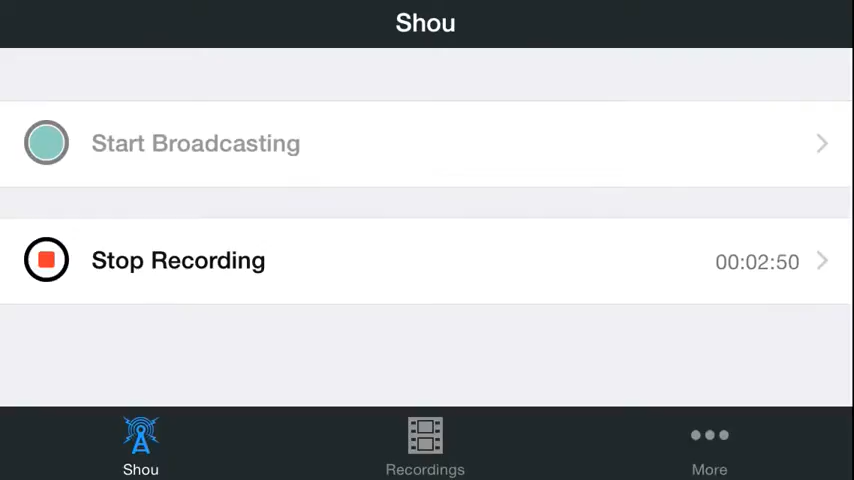 Shou
Start Broadcasting
Stop Recording 00:02:50
Shou Recordings More